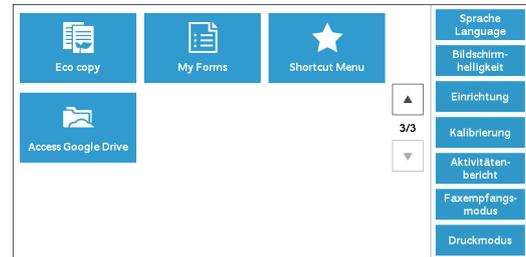 Eco copy
My Forms
Shortcut Menu
Access Google Drive
3/3
Sprache
Language
Bildschirm-
helligkeit
Einrichtung
Kalibrierung
Aktivitäten-
bericht
Faxempfangs-
modus
Druckmodus